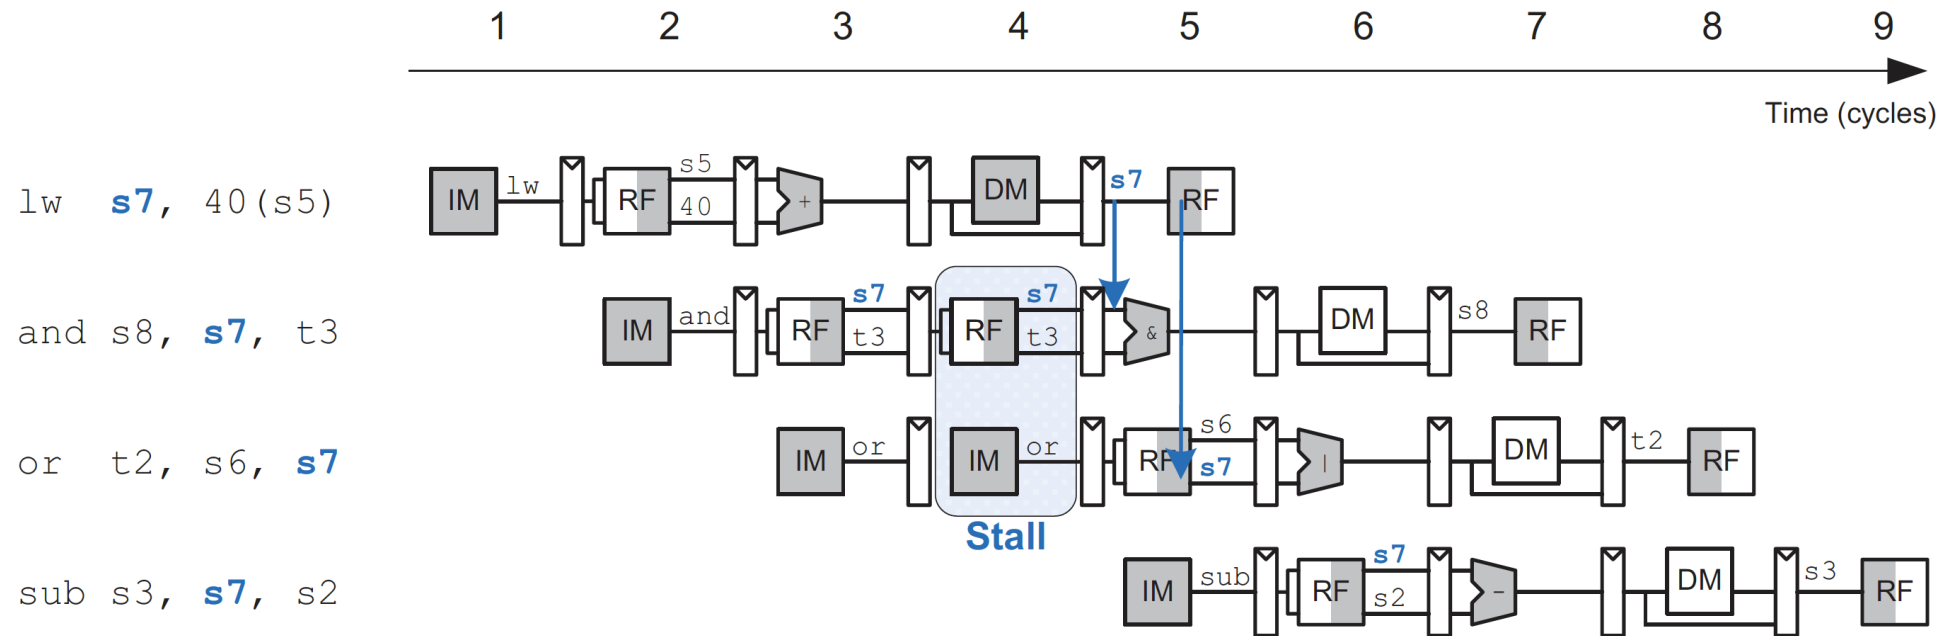 1 2 3 4 5 6 7 8 9
Time (cycles)
lw s7, 40(s5) IM lw RF s5 40 + DM s7 RF
and s8, s7, t3 IM and RF s7 t3 RF s7 t3 & DM s8 RF
or t2, s6, s7 IM or IM or RF s6 s7 | DM t2 RF
Stall
sub s3, s7, s2 IM sub RF s7 s2 - DM s3 RF